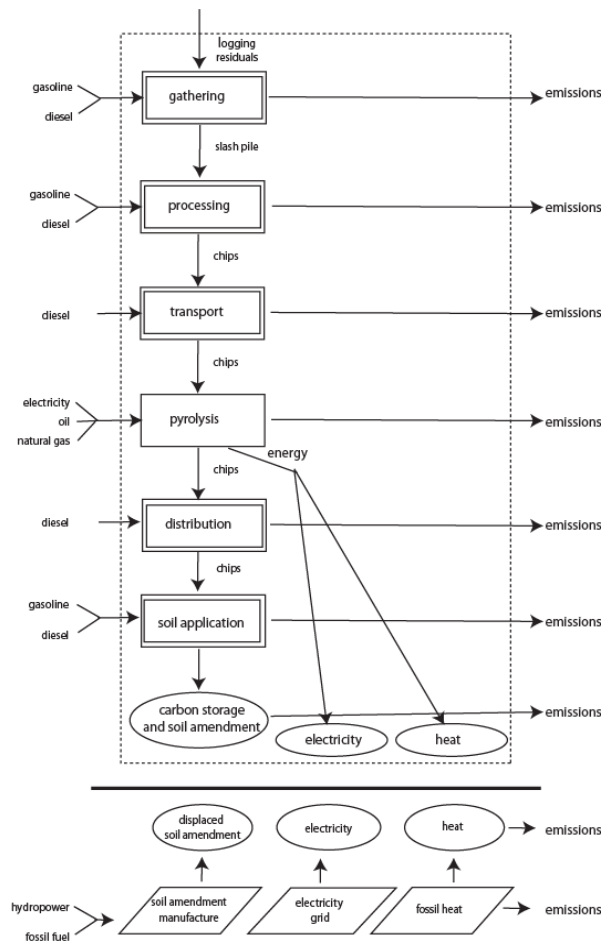 logging
residuals
gasoline
diesel
gathering
emissions
slash pile
gasoline
diesel
processing
emissions
chips
diesel
transport
emissions
chips
electricity
oil
natural gas
pyrolysis
emissions
energy
chips
diesel
distribution
emissions
chips
gasoline
diesel
soil application
emissions
carbon storage
and soil amendment
emissions
electricity
heat
displaced
soil amendment
electricity
heat
emissions
hydropower
fossil fuel
soil amendment
manufacture
electricity
grid
fossil heat
emissions